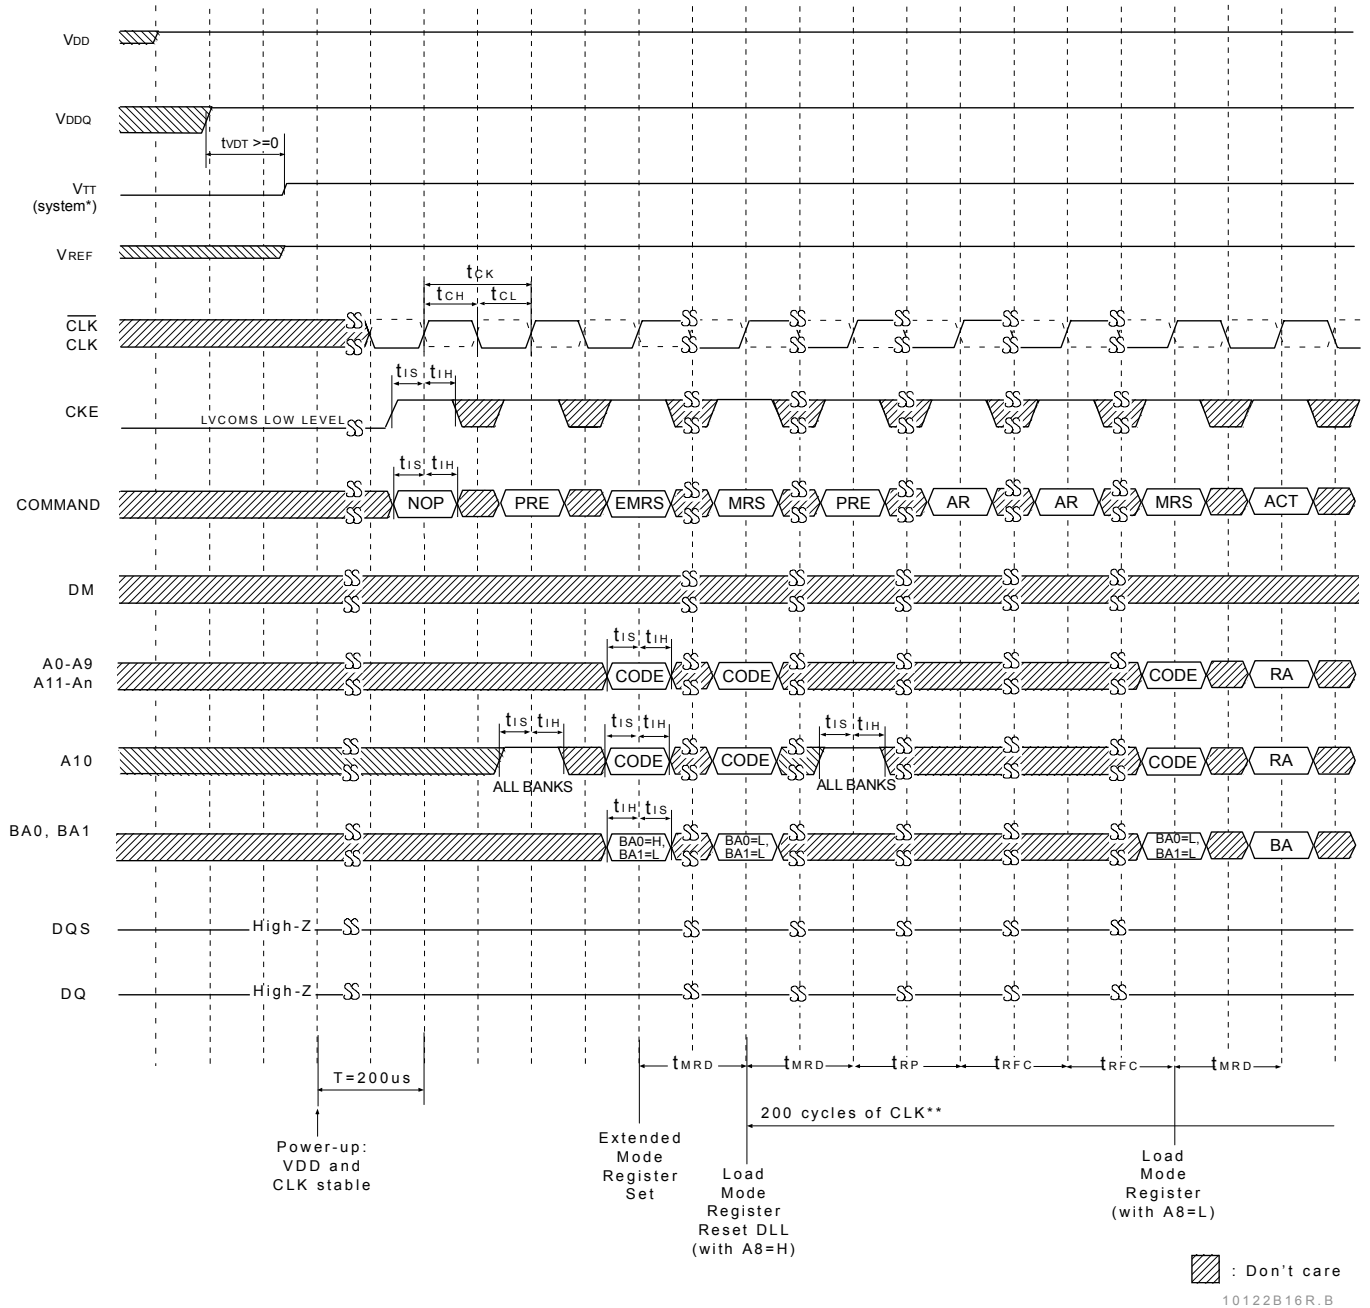 VDD
VDDQ
tVDT >=0
VTT
(system*)
VREF
tCK
tCH tCL
CLK
CLK
tIS tIH
CKE
LVCOMS LOW LEVEL
tIS tIH
COMMAND NOP PRE EMRS MRS PRE AR AR MRS ACT
DM
tIS tIH
A0-A9
A11-An
CODE CODE CODE RA
tIS tIH tIS tIH tIS tIH
A10 CODE CODE CODE RA
ALL BANKS ALL BANKS
tIH tIS
BA0, BA1
BA0=H, BA0=L, BA0=L,
BA1=L BA1=L BA1=L
BA
DQS High-Z
DQ High-Z
tMRD tMRD tRP tRFC tRFC tMRD
T=200us
200 cycles of CLK**
Power-up:
VDD and
CLK stable
Extended
Mode
Register
Set
Load
Mode
Register
Reset DLL
(with A8=H)
Load
Mode
Register
(with A8=L)
: Don't care
10122B16R.B